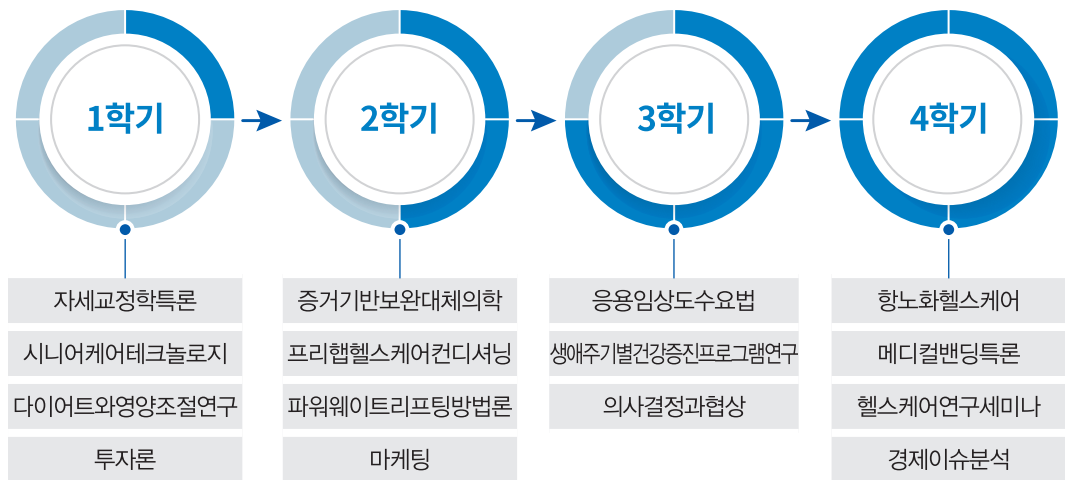 1학기
2학기
3학기
4학기
자세교정학특론
시니어케어테크놀로지
다이어트와영양조절연구
투자론
증거기반보완대체의학
프리햅헬스케어컨디셔닝
파워웨이트리프팅방법론
마케팅
응용임상도수요법
생애주기별건강증진프로그램연구
의사결정과협상
항노화헬스케어
메디컬밴딩특론
헬스케어연구세미나
경제이슈분석